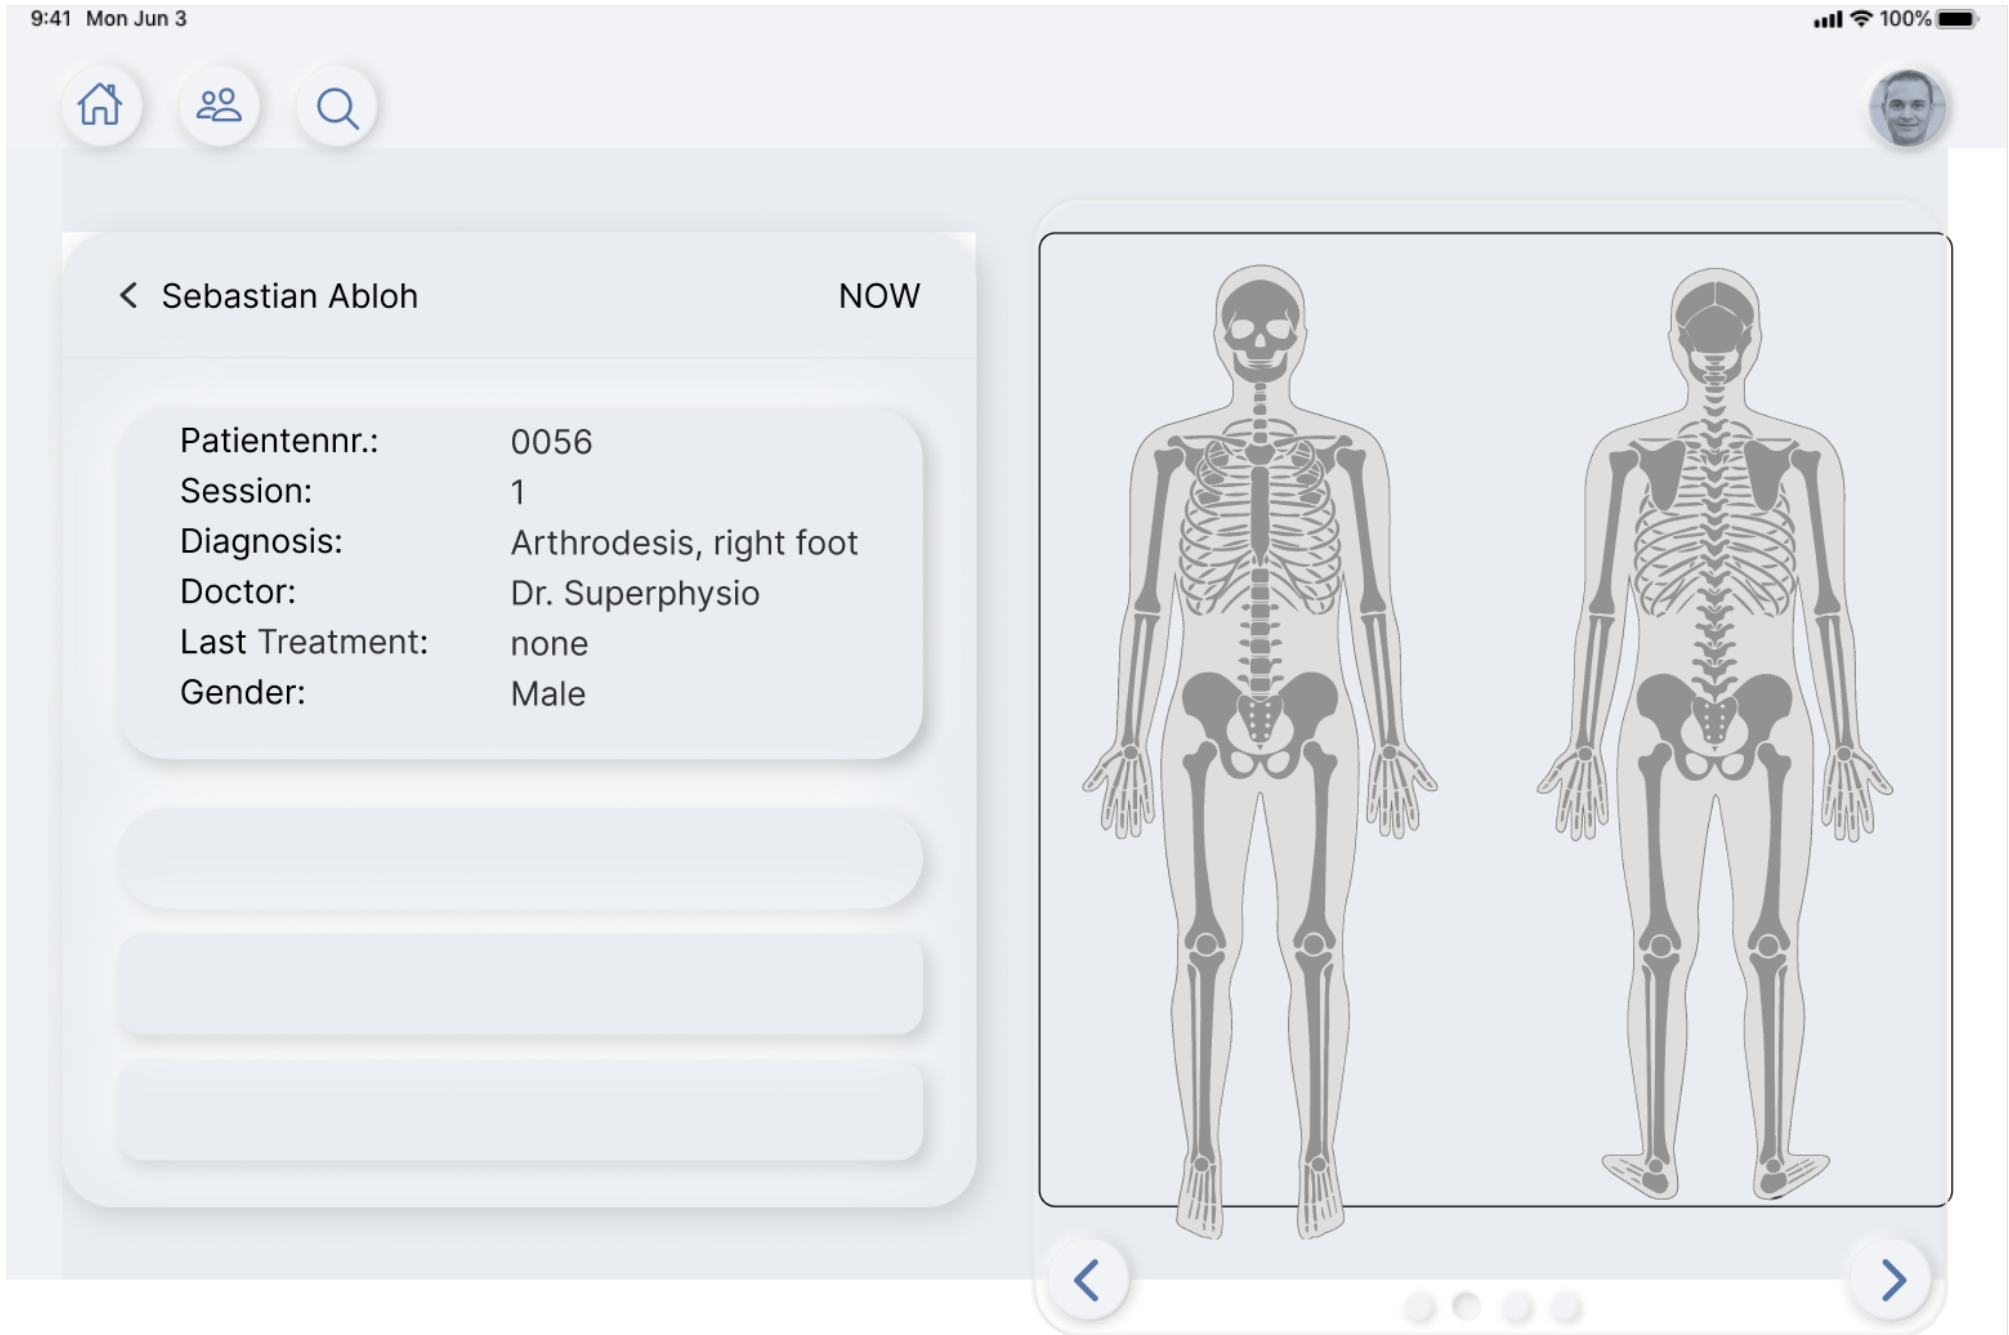 9:41 Mon Jun 3
100%
Sebastian Abloh
NOW
Patientennr.: 0056
Session: 1
Diagnosis: Arthrodesis, right foot
Doctor: Dr. Superphysio
Last Treatment: none
Gender: Male